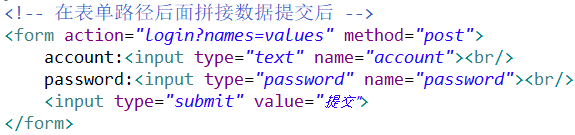 <!-- 在表单路径后面拼接数据提交后 -->
<form action="login?names=values" method="post">
account:<input type="text" name="account"><br/>
password:<input type="password" name="password"><br/>
<input type="submit" value="提交">
</form>